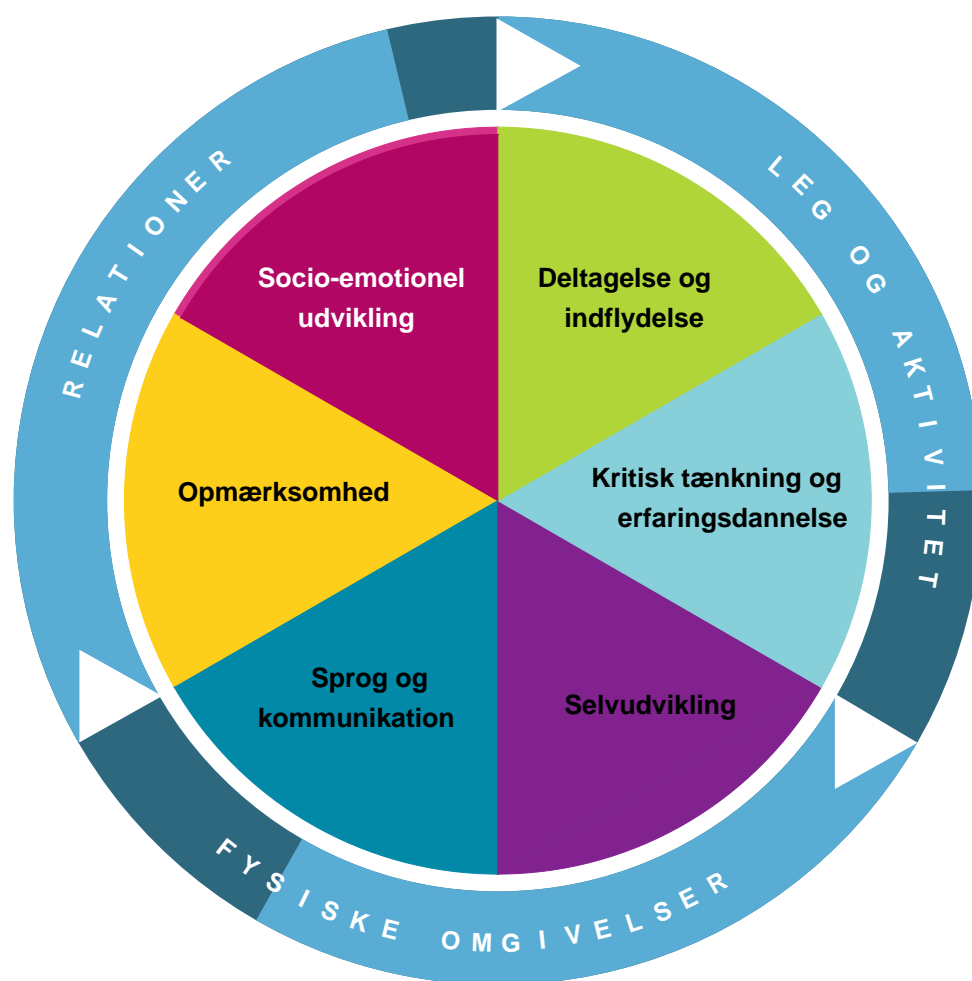 RELATIONER
LEG OG AKTIVITET
Socio-emotionel
udvikling
Deltagelse og
indflydelse
Opmærksomhed
Kritisk tænkning og
erfaringsdannelse
Sprog og
kommunikation
Selvudvikling
FYSISKE OMGIVELSER